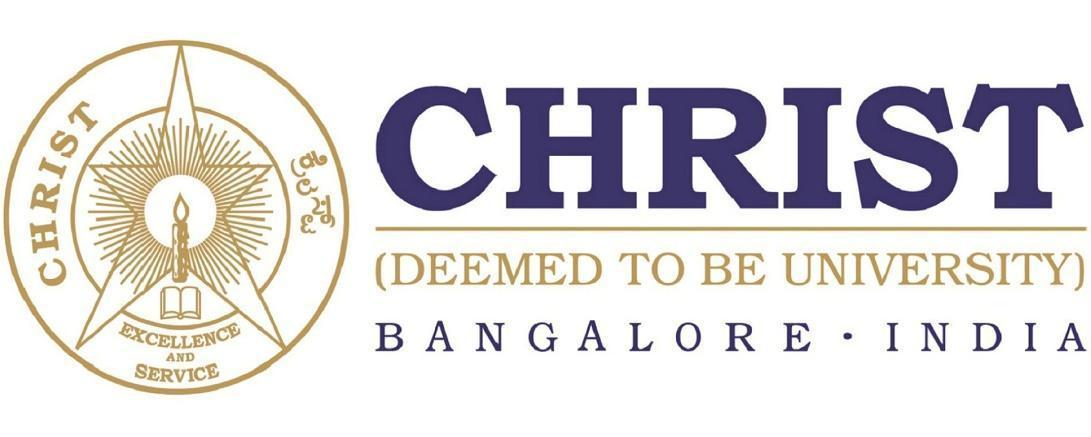 CHRIST
ಕ್ರೈಸ್ಟ್
EXCELLENCE
AND
SERVICE
CHRIST
(DEEMED TO BE UNIVERSITY)
BANGALORE · INDIA